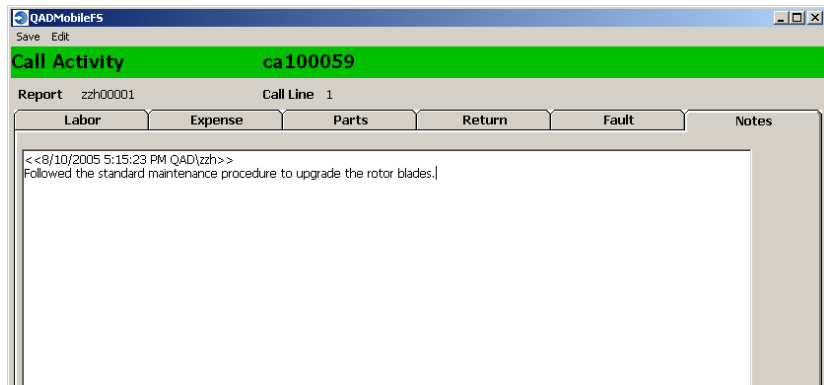 QADMobileFS
Save Edit
Call Activity ca100059
Report zzh00001 Call Line 1
Labor Expense Parts Return Fault Notes
<<8/10/2005 5:15:23 PM QAD\zzh>>
Followed the standard maintenance procedure to upgrade the rotor blades.